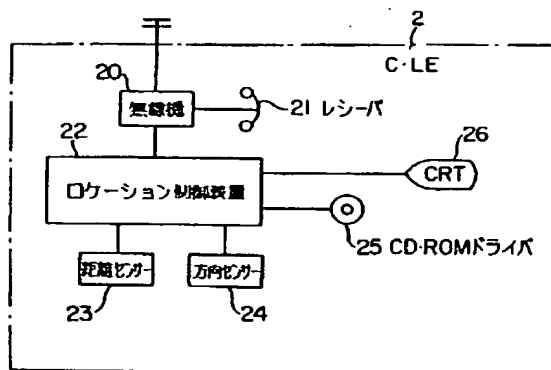 2
C・LE
20
無線機
21 レシーバ
22
ロケーション制御装置
26
CRT
25 CD・ROMドライバ
距離センサー
23
方向センサー
24